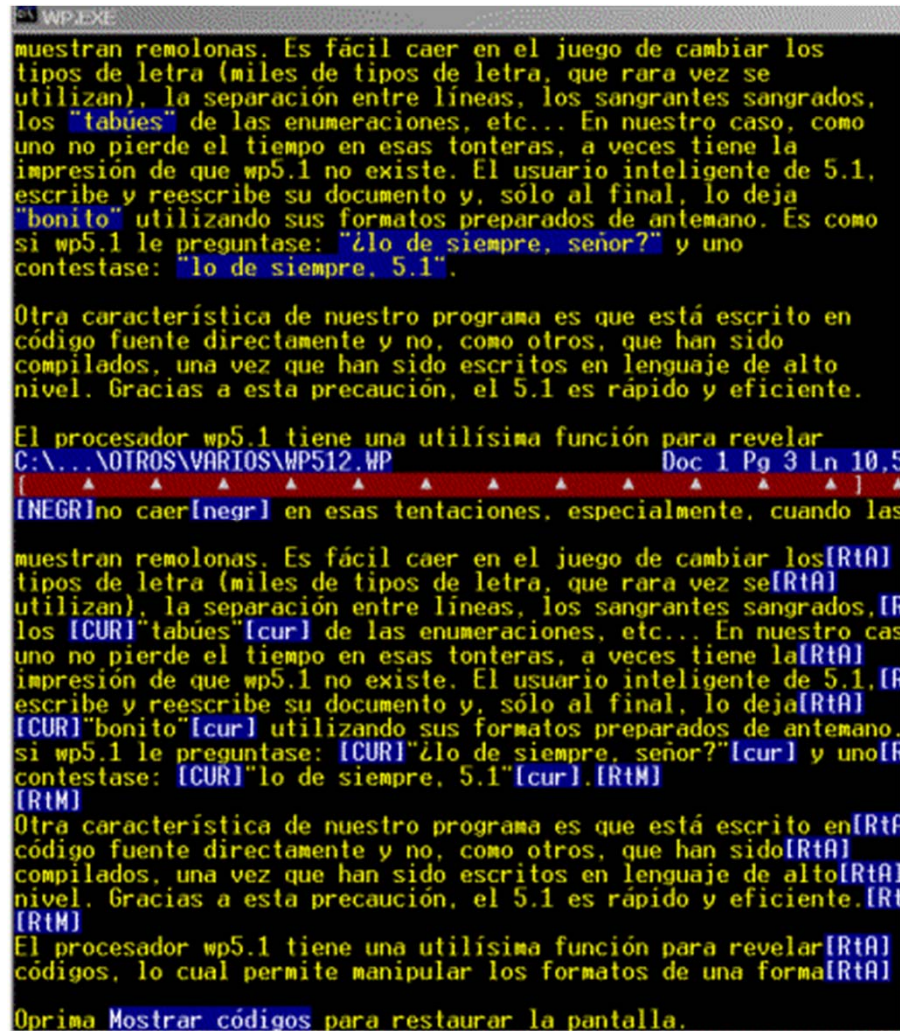 WP.EXE
muestran remolonas. Es fácil caer en el juego de cambiar los
tipos de letra (miles de tipos de letra, que rara vez se
utilizan), la separación entre líneas, los sangrantes sangrados,
los "tabúes" de las enumeraciones, etc... En nuestro caso, como
uno no pierde el tiempo en esas tonteras, a veces tiene la
impresión de que wp5.1 no existe. El usuario inteligente de 5.1,
escribe y reescribe su documento y, sólo al final, lo deja
"bonito" utilizando sus formatos preparados de antemano. Es como
si wp5.1 le preguntase: "¿lo de siempre, señor?" y uno
contestase: "lo de siempre, 5.1".
Otra característica de nuestro programa es que está escrito en
código fuente directamente y no, como otros, que han sido
compilados, una vez que han sido escritos en lenguaje de alto
nivel. Gracias a esta precaución, el 5.1 es rápido y eficiente.
El procesador wp5.1 tiene una utilísima función para revelar
C:\...\OTROS\VARIOS\WP512.WP Doc 1 Pg 3 Ln 10,5
[ ▲ ▲ ▲ ▲ ▲ ▲ ▲ ▲ ▲ ▲ ▲ ▲ ] ▲
[NEGR]no caer[negr] en esas tentaciones, especialmente, cuando las
muestran remolonas. Es fácil caer en el juego de cambiar los[RtA]
tipos de letra (miles de tipos de letra, que rara vez se[RtA]
utilizan), la separación entre líneas, los sangrantes sangrados,[R
los [CUR]"tabúes"[cur] de las enumeraciones, etc... En nuestro cas
uno no pierde el tiempo en esas tonteras, a veces tiene la[RtA]
impresión de que wp5.1 no existe. El usuario inteligente de 5.1,[R
escribe y reescribe su documento y, sólo al final, lo deja[RtA]
[CUR]"bonito"[cur] utilizando sus formatos preparados de antemano.
si wp5.1 le preguntase: [CUR]"¿lo de siempre, señor?"[cur] y uno[R
contestase: [CUR]"lo de siempre, 5.1"[cur].[RtM]
[RtM]
Otra característica de nuestro programa es que está escrito en[RtA
código fuente directamente y no, como otros, que han sido[RtA]
compilados, una vez que han sido escritos en lenguaje de alto[RtA]
nivel. Gracias a esta precaución, el 5.1 es rápido y eficiente.[Rt
[RtM]
El procesador wp5.1 tiene una utilísima función para revelar[RtA]
códigos, lo cual permite manipular los formatos de una forma[RtA]
Oprima Mostrar códigos para restaurar la pantalla.